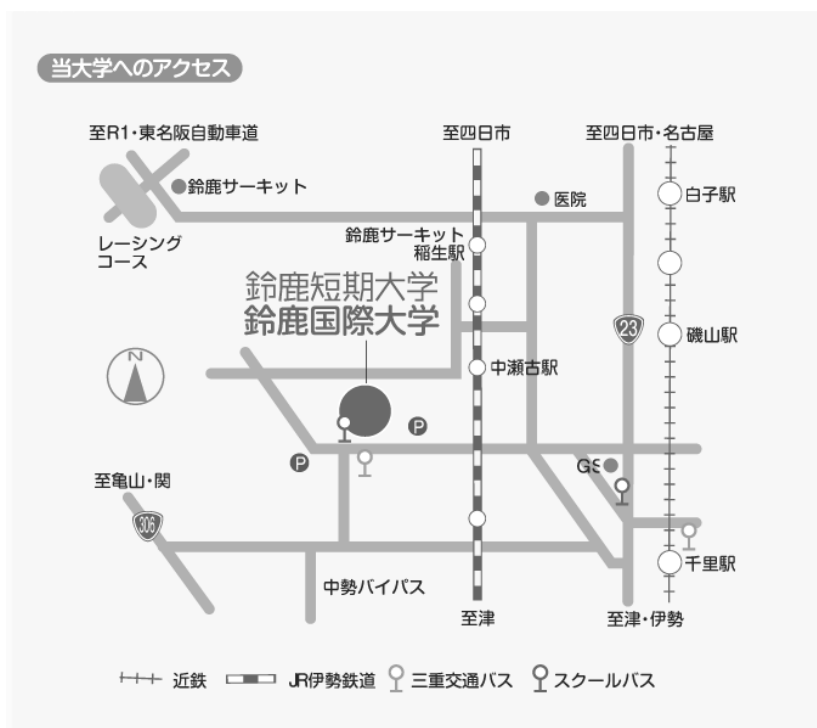 当大学へのアクセス
至R1・東名阪自動車道
至四日市
至四日市・名古屋
鈴鹿サーキット
医院
白子駅
レーシング
コース
鈴鹿サーキット
稲生駅
鈴鹿短期大学
鈴鹿国際大学
23
磯山駅
N
中瀬古駅
P
P
GS
至亀山・関
306
千里駅
中勢バイパス
至津
至津・伊勢
近鉄
JR伊勢鉄道
三重交通バス
スクールバス